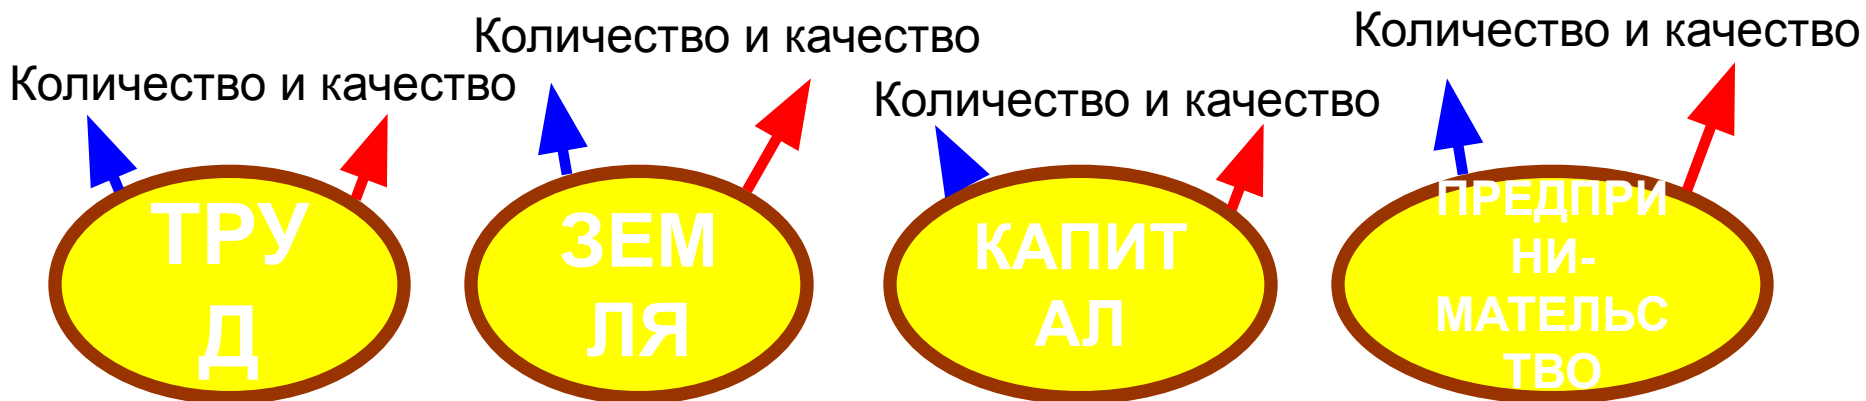 Количество и качество
Количество и качество
Количество и качество
Количество и качество
ТРУ
Д
ЗЕМ
ЛЯ
КАПИТ
АЛ
ПРЕДПРИ
НИ-
МАТЕЛЬС
ТВО